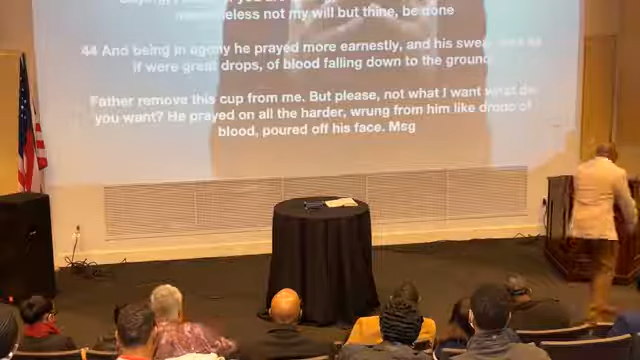 not my will but thine, be done
44 And being in agony he prayed more earnestly, and his sweat was as
if were great drops, of blood falling down to the ground
Father remove this cup from me. But please, not what I want what do
you want? He prayed on all the harder, wrung from him like drops of
blood, poured off his face. Msg